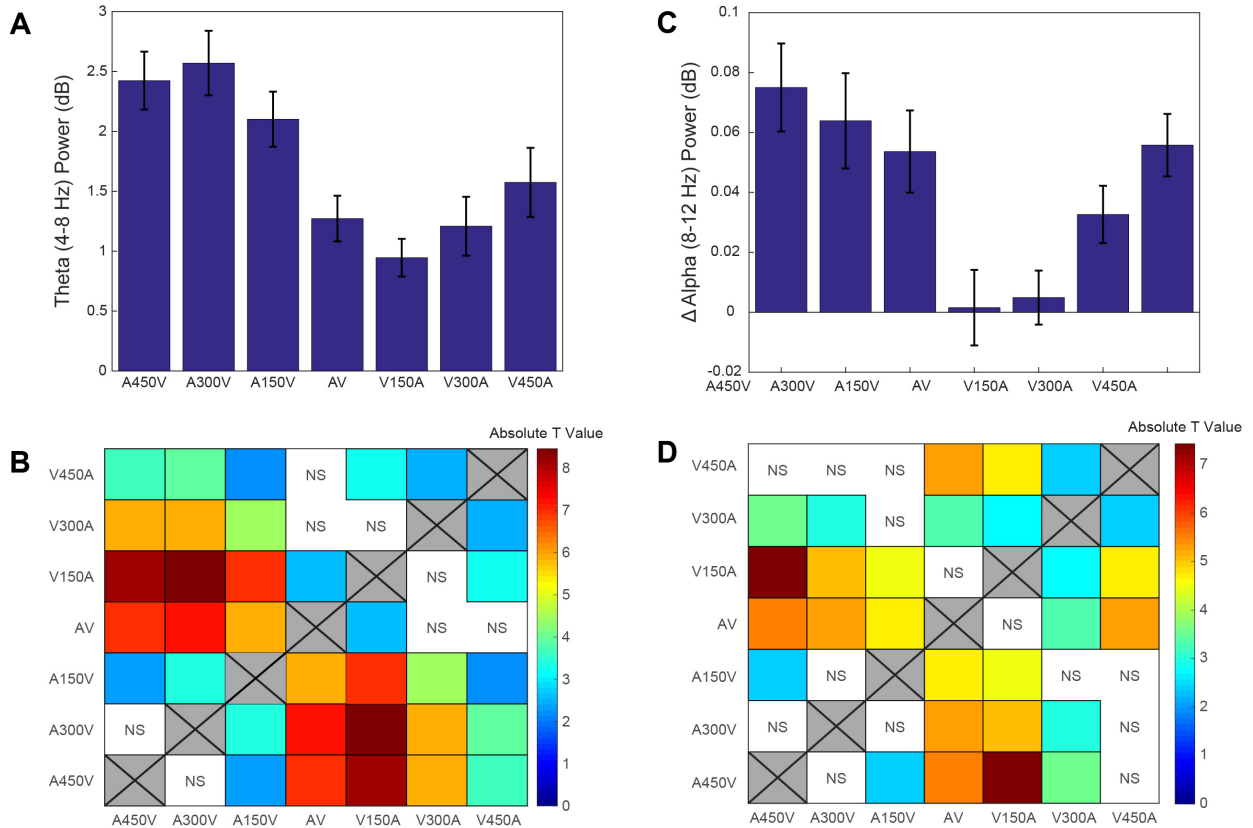 A
Theta (4-8 Hz) Power (dB)
3
2.5
2
1.5
1
0.5
0
A450V A300V A150V AV V150A V300A V450A
C
Δ Alpha (8-12 Hz) Power (dB)
0.1
0.08
0.06
0.04
0.02
0
-0.02
A450V A300V A150V AV V150A V300A V450A
B
Absolute T Value
V450A NS
V300A NS NS
V150A NS
AV NS NS
A150V
A300V NS
A450V NS
A450V A300V A150V AV V150A V300A V450A
8
7
6
5
4
3
2
1
0
D
Absolute T Value
V450A NS NS NS
V300A NS
V150A NS
AV NS
A150V NS NS NS
A300V NS NS NS
A450V NS NS
A450V A300V A150V AV V150A V300A V450A
7
6
5
4
3
2
1
0